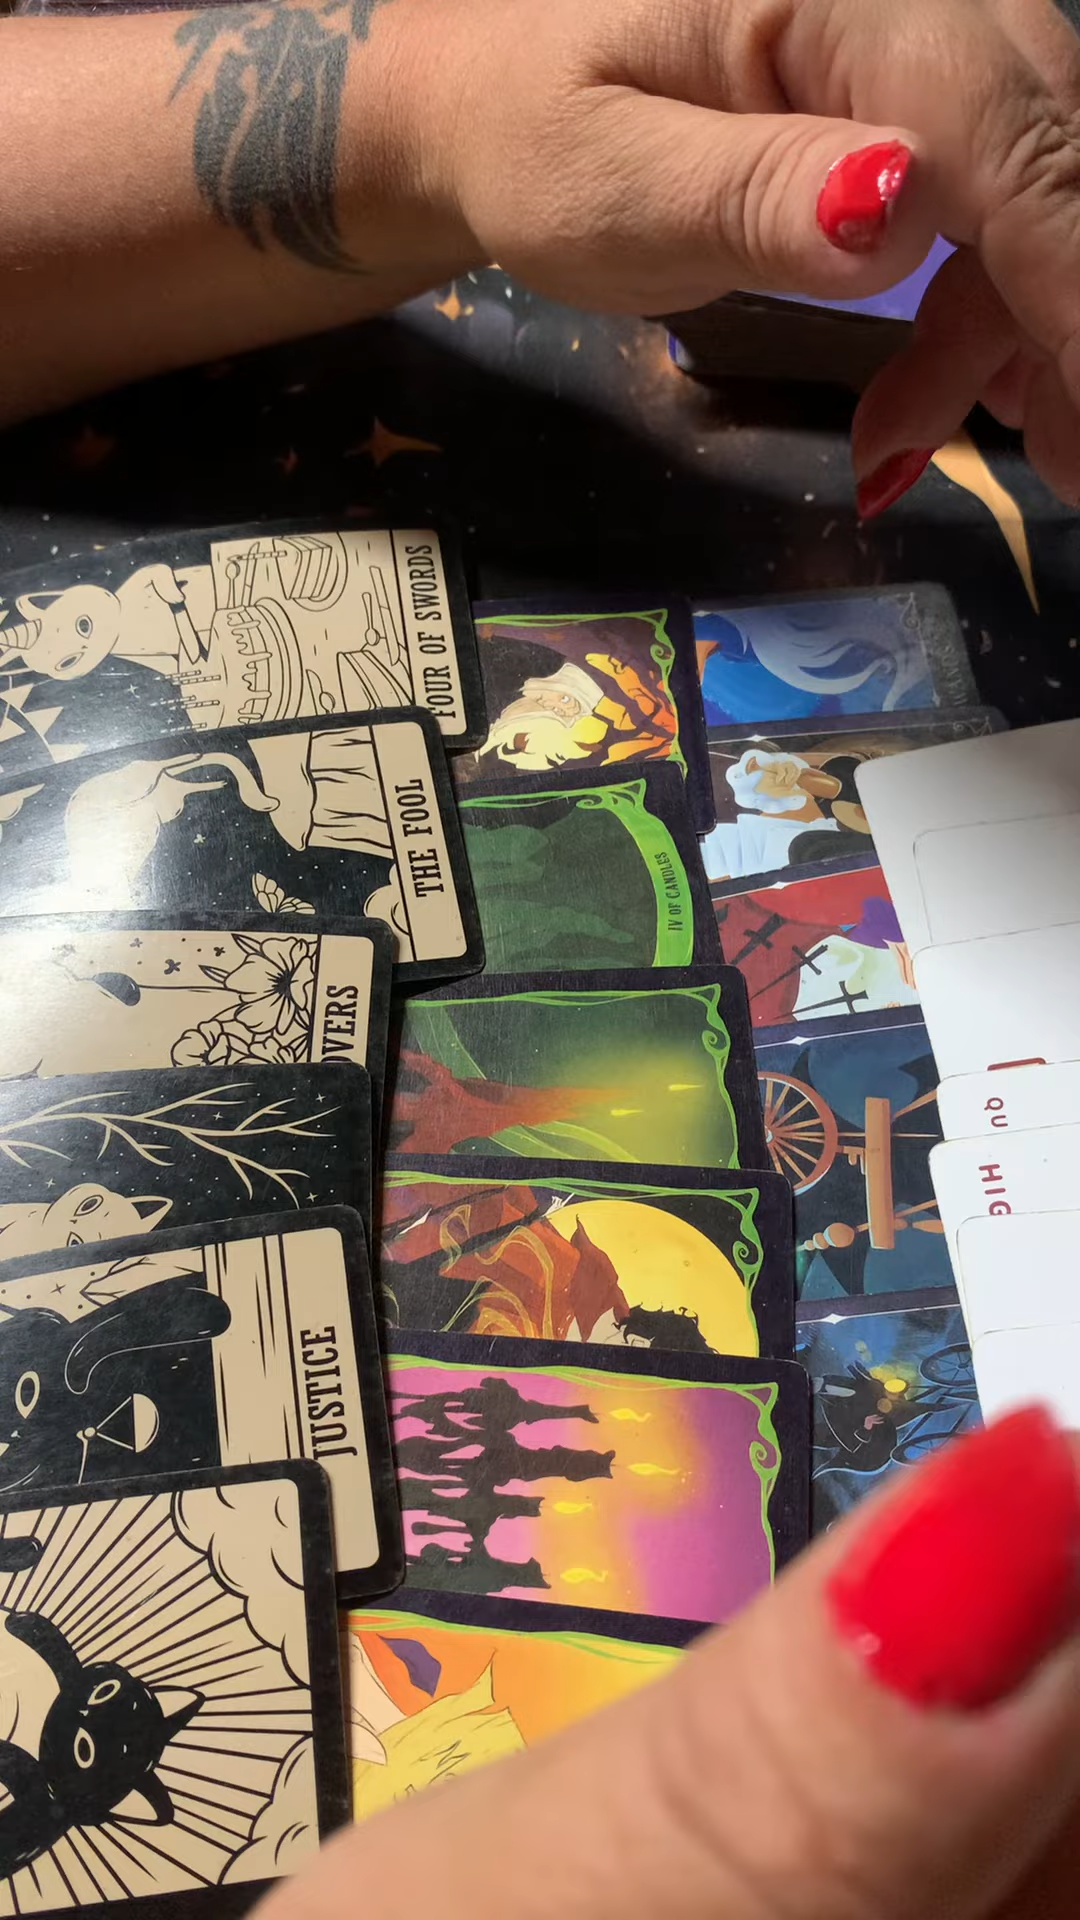 FOUR OF SWORDS
THE FOOL
OVERS
JUSTICE
IV OF CANDLES
QU
HIG